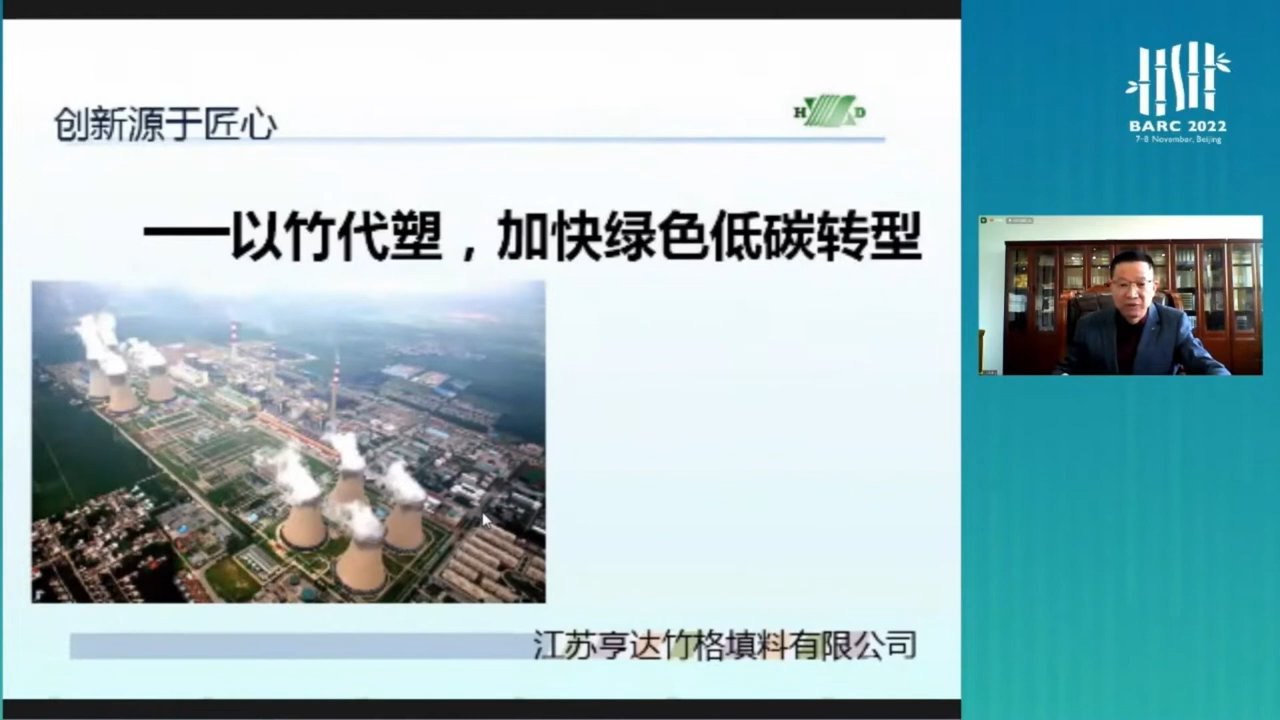 创新源于匠心
H D
——以竹代塑，加快绿色低碳转型
江苏亨达竹格填料有限公司
BARC 2022
7-8 November, Beijing